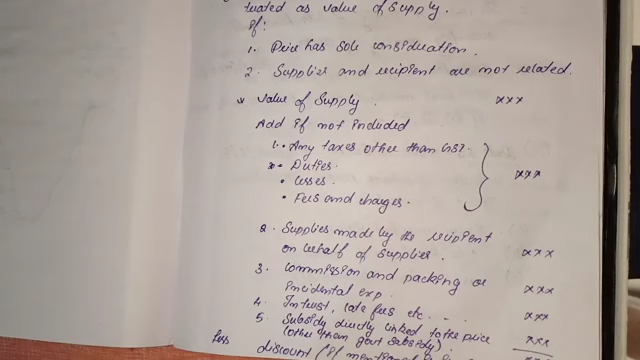 treated as value of Supply.
if:
1. Price has sole consideration.
2. Supplier and recipient are not related.
* Value of Supply. xxx
Add if not included
1. • Any taxes other than GST.
• Duties.
• Cesses. xxx
• Fees and charges.
2. Supplies made by the recipient
on behalf of supplier. xxx
3. Commission and packing or
incidental exp. xxx
4. Interest, late fees etc. xxx
5. Subsidy directly linked to the price
(other than govt subsidy). xxx
Less discount (if mentioned